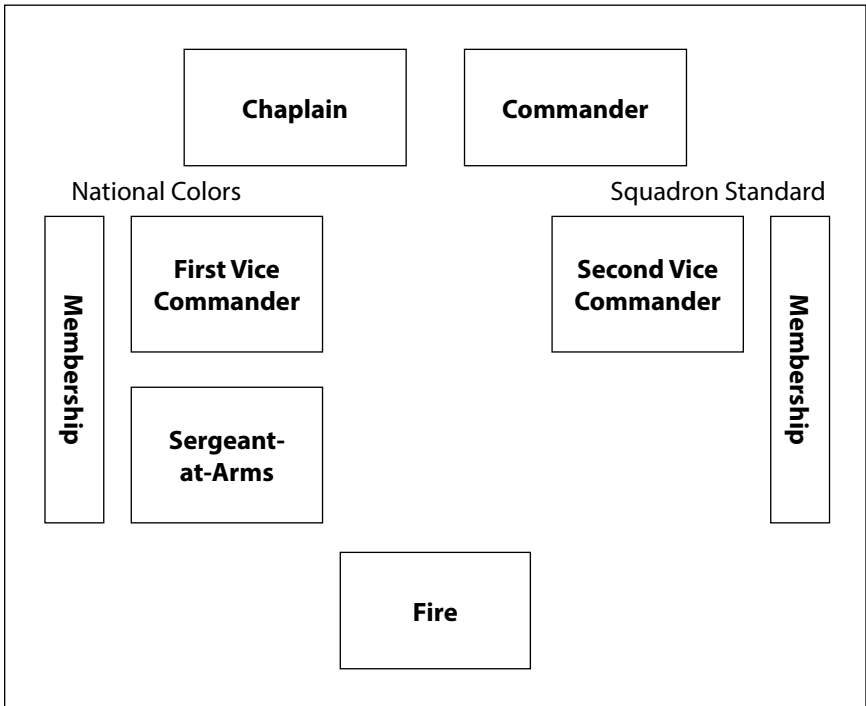 Chaplain
Commander
National Colors
Squadron Standard
Membership
First Vice
Commander
Second Vice
Commander
Membership
Sergeant-
at-Arms
Fire